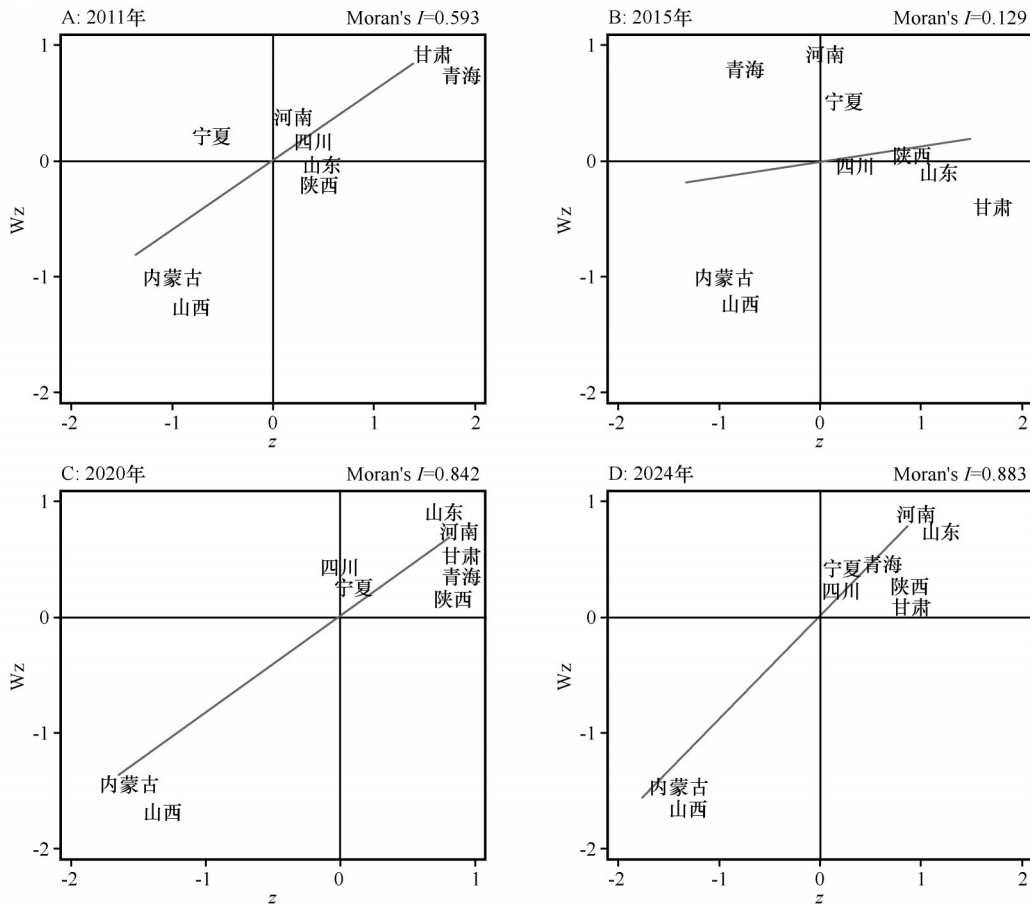 A: 2011年
Moran's I=0.593
Wz
1
0
-1
-2
甘肃
青海
河南
宁夏
四川
山东
陕西
内蒙古
山西
-2
-1
0
1
2
z
B: 2015年
Moran's I=0.129
Wz
1
0
-1
-2
河南
青海
宁夏
陕西
四川
山东
甘肃
内蒙古
山西
-2
-1
0
1
2
z
C: 2020年
Moran's I=0.842
Wz
1
0
-1
-2
山东
河南
甘肃
四川
青海
宁夏
陕西
内蒙古
山西
-2
-1
0
1
z
D: 2024年
Moran's I=0.883
Wz
1
0
-1
-2
河南
山东
青海
宁夏
陕西
四川
甘肃
内蒙古
山西
-2
-1
0
1
2
z